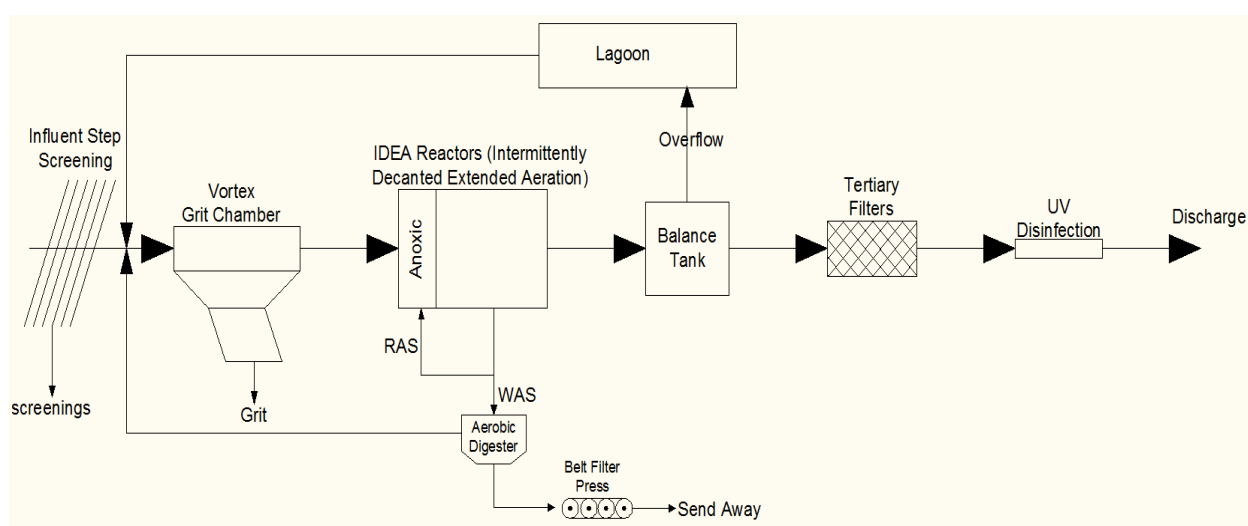 Lagoon
Influent Step
Screening
Overflow
IDEA Reactors (Intermittently
Decanted Extended Aeration)
Vortex
Grit Chamber
Tertiary
Filters
UV
Disinfection
Discharge
Anoxic
Balance
Tank
RAS
WAS
screenings
Grit
Aerobic
Digester
Belt Filter
Press
Send Away